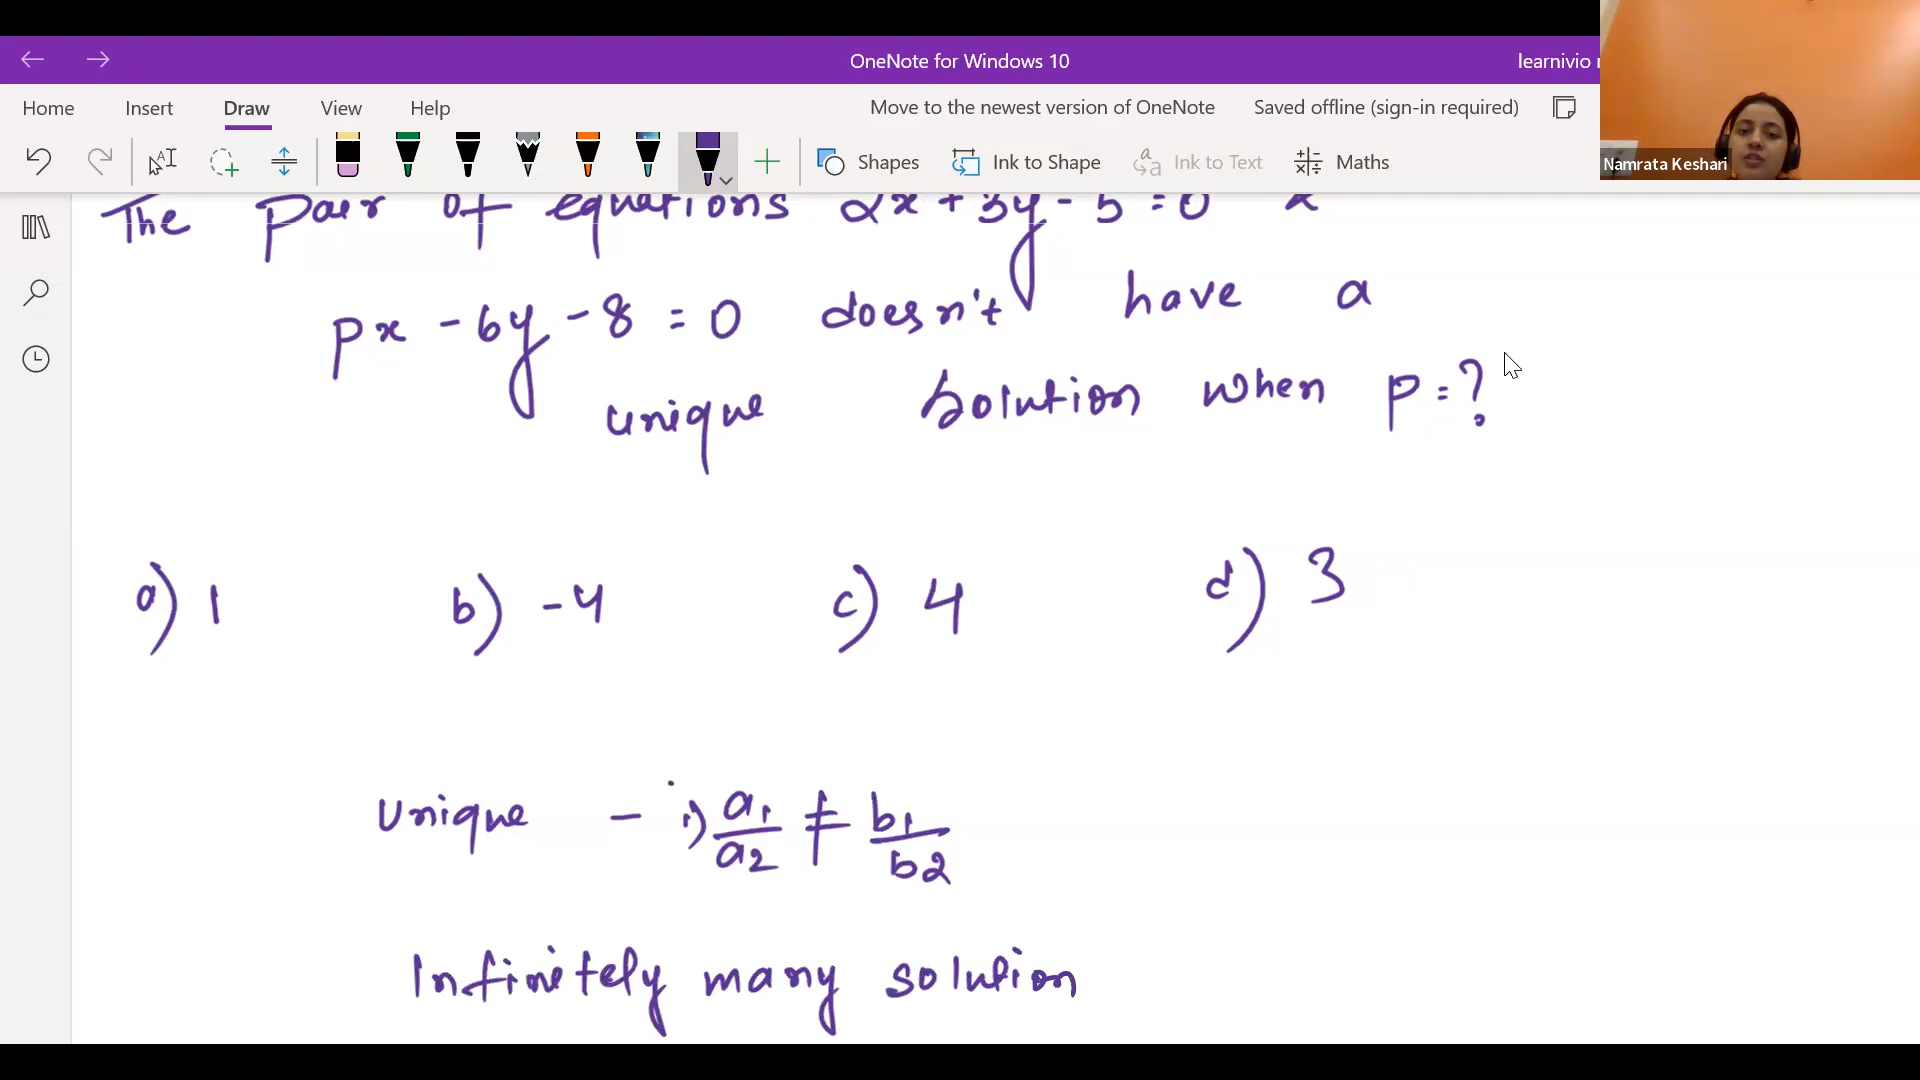 OneNote for Windows 10
learnivio
Home Insert Draw View Help
Move to the newest version of OneNote Saved offline (sign-in required)
Shapes Ink to Shape Ink to Text Maths
Namrata Keshari
The Pair of equations 2x + 3y - 5 = 0 &
px - 6y - 8 = 0 doesn't have a
unique solution when p = ?
a) 1 b) -4 c) 4 d) 3
Unique - i) a1/a2 ≠ b1/b2
Infinitely many solution